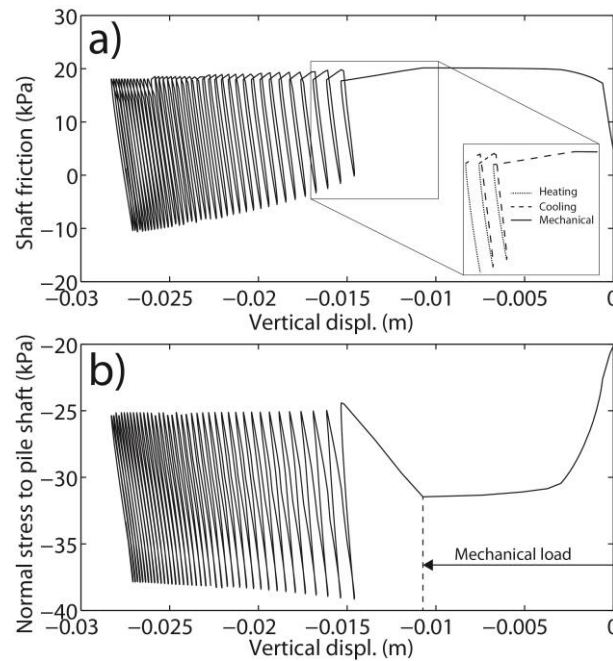 a)
Shaft friction (kPa)
30
20
10
0
−10
−20
Heating
Cooling
Mechanical
−0.03
−0.025
−0.02
−0.015
−0.01
−0.005
0
Vertical displ. (m)
b)
Normal stress to pile shaft (kPa)
−20
−25
−30
−35
−40
Mechanical load
−0.03
−0.025
−0.02
−0.015
−0.01
−0.005
0
Vertical displ. (m)